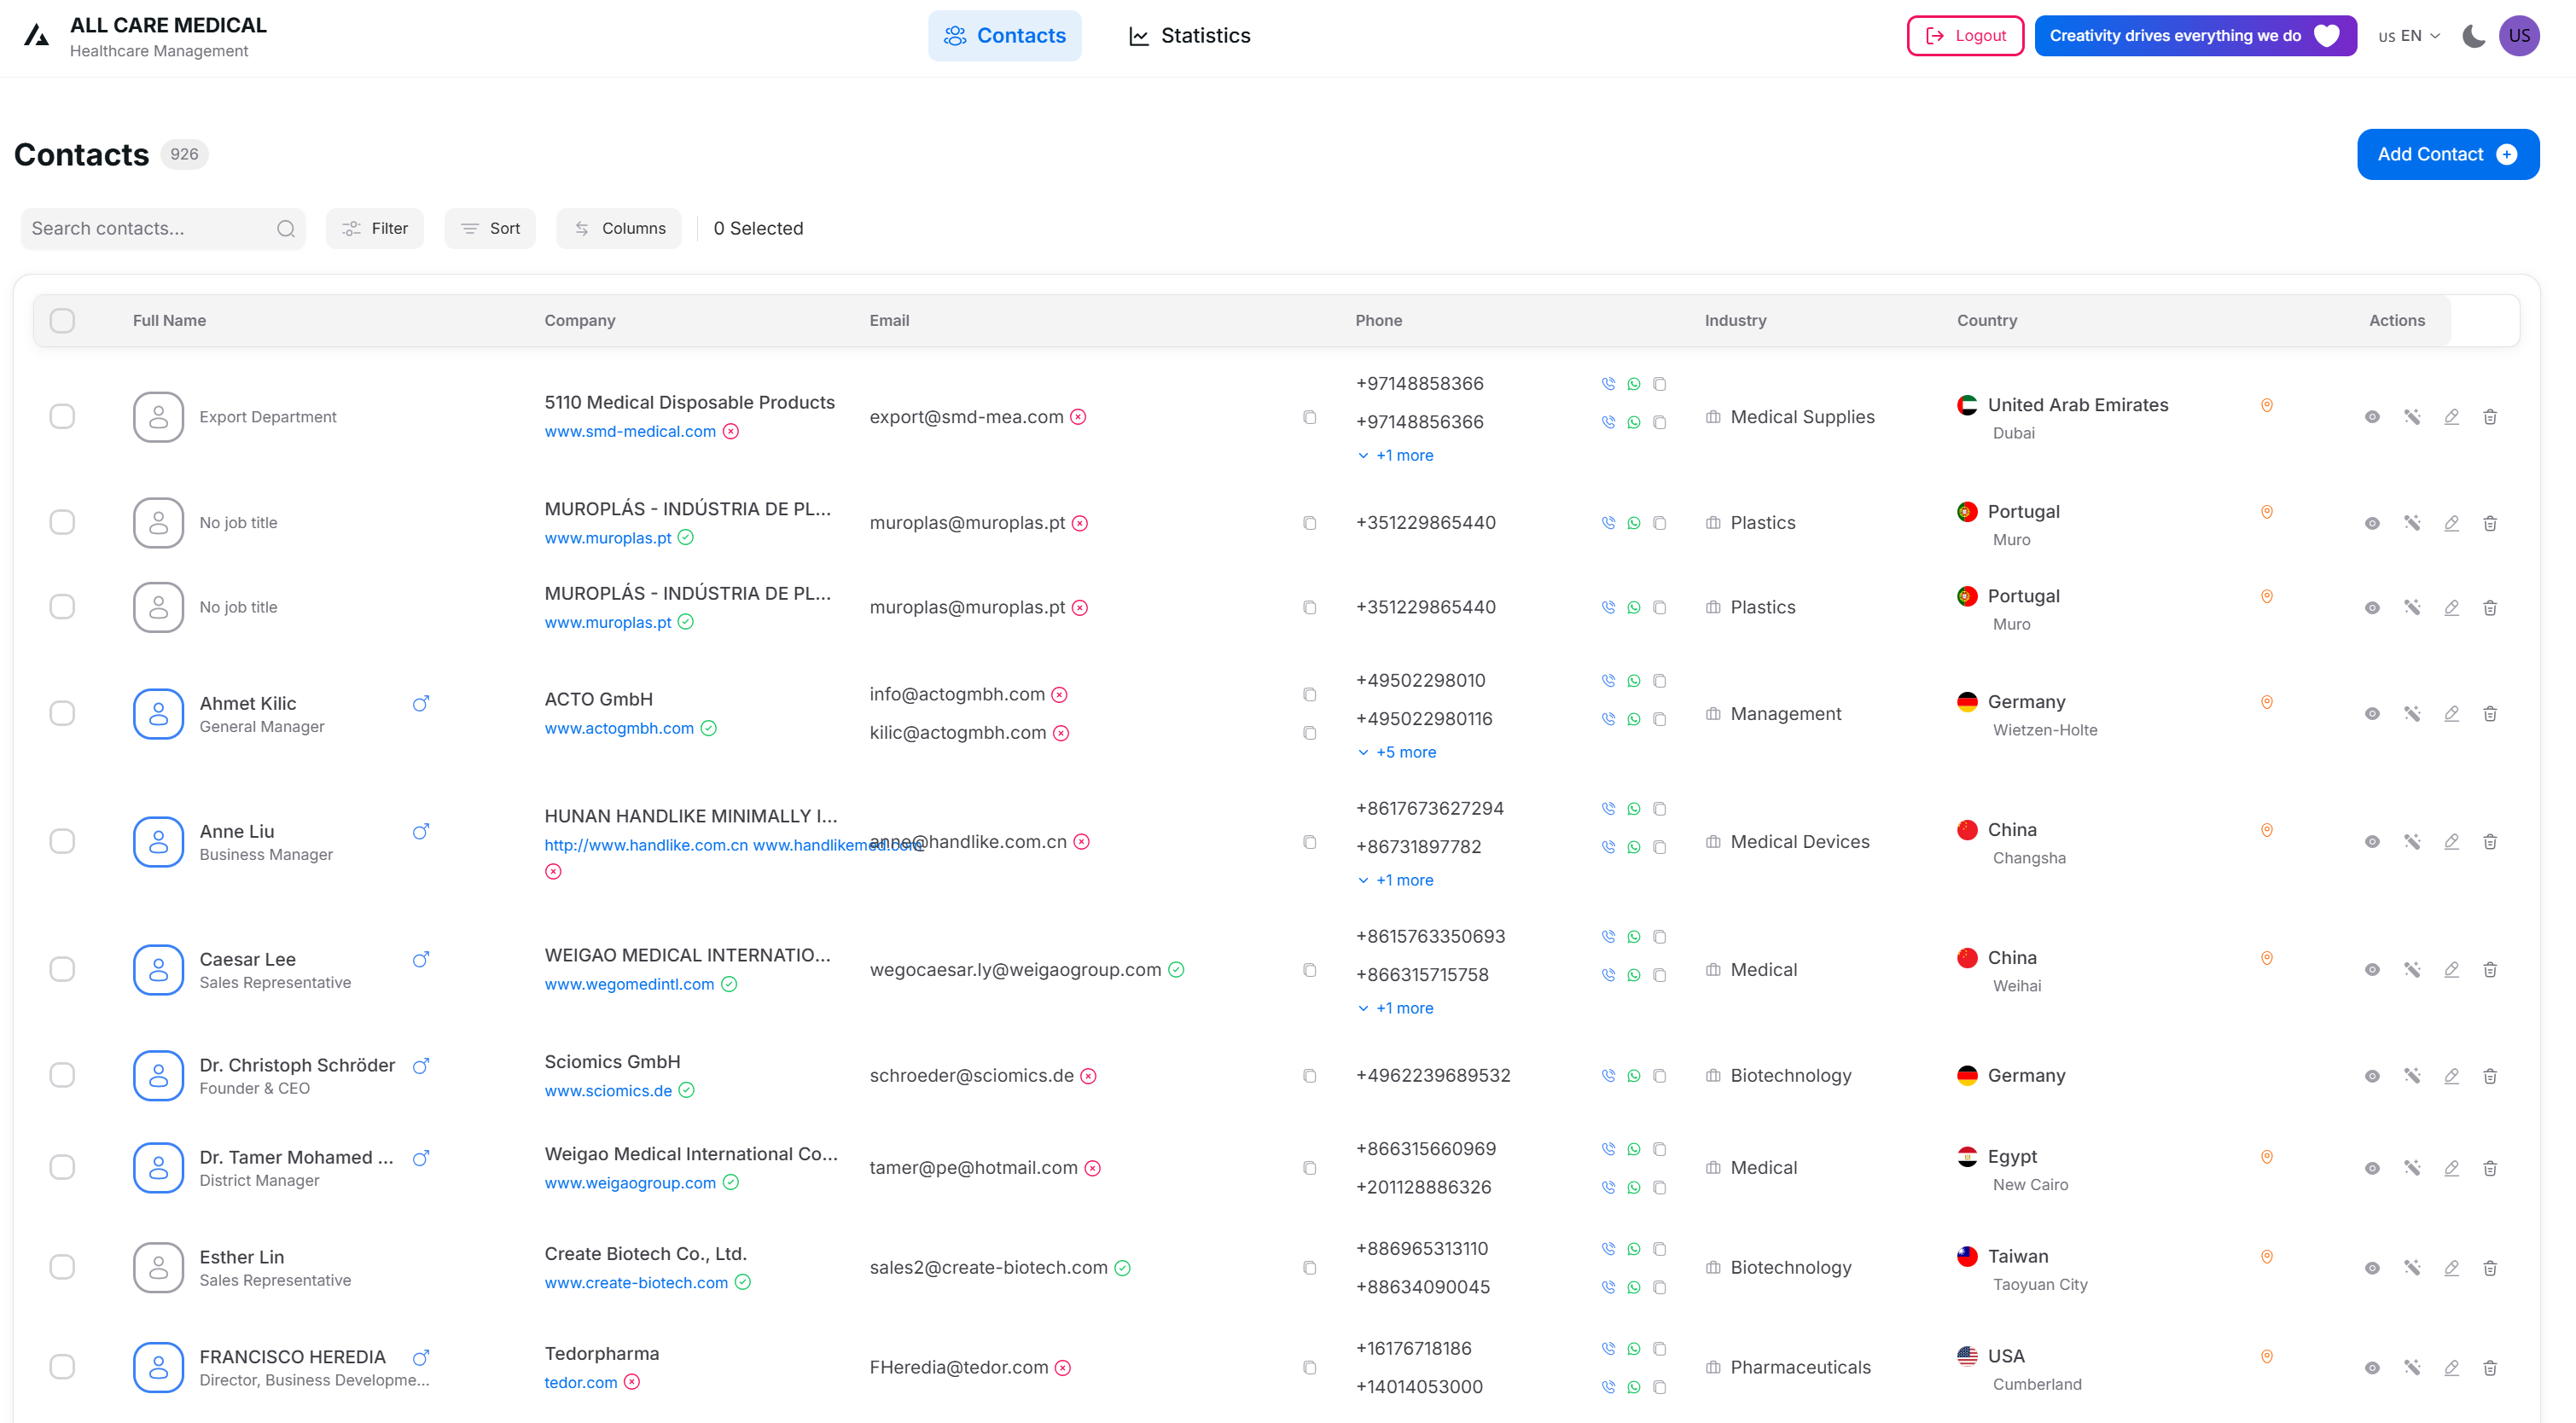 ALL CARE MEDICAL
Healthcare Management
Contacts
Statistics
Logout
Creativity drives everything we do
US EN
US
Contacts 926
Add Contact
Search contacts...
Filter
Sort
Columns
0 Selected
Full Name Company Email Phone Industry Country Actions
Export Department
5110 Medical Disposable Products
www.smd-medical.com
export@smd-mea.com
+97148858366
+97148856366
+1 more
Medical Supplies
United Arab Emirates
Dubai
No job title
MUROPLÁS - INDÚSTRIA DE PL...
www.muroplas.pt
muroplas@muroplas.pt
+351229865440
Plastics
Portugal
Muro
No job title
MUROPLÁS - INDÚSTRIA DE PL...
www.muroplas.pt
muroplas@muroplas.pt
+351229865440
Plastics
Portugal
Muro
Ahmet Kilic
General Manager
ACTO GmbH
www.actogmbh.com
info@actogmbh.com
kilic@actogmbh.com
+49502298010
+495022980116
+5 more
Management
Germany
Wietzen-Holte
Anne Liu
Business Manager
HUNAN HANDLIKE MINIMALLY I...
http://www.handlike.com.cn www.handlikemed.com
anne@handlike.com.cn
+8617673627294
+86731897782
+1 more
Medical Devices
China
Changsha
Caesar Lee
Sales Representative
WEIGAO MEDICAL INTERNATIO...
www.wegomedintl.com
wegocaesar.ly@weigaogroup.com
+8615763350693
+866315715758
+1 more
Medical
China
Weihai
Dr. Christoph Schröder
Founder & CEO
Sciomics GmbH
www.sciomics.de
schroeder@sciomics.de
+4962239689532
Biotechnology
Germany
Dr. Tamer Mohamed ...
District Manager
Weigao Medical International Co...
www.weigaogroup.com
tamer@pe@hotmail.com
+866315660969
+201128886326
Medical
Egypt
New Cairo
Esther Lin
Sales Representative
Create Biotech Co., Ltd.
www.create-biotech.com
sales2@create-biotech.com
+886965313110
+88634090045
Biotechnology
Taiwan
Taoyuan City
FRANCISCO HEREDIA
Director, Business Developme...
Tedorpharma
tedor.com
FHeredia@tedor.com
+16176718186
+14014053000
Pharmaceuticals
USA
Cumberland